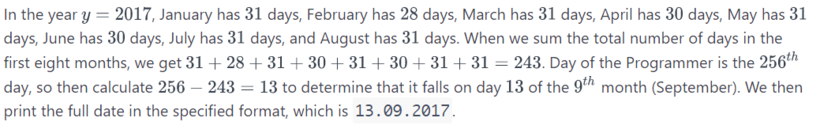 In the year y = 2017, January has 31 days, February has 28 days, March has 31 days, April has 30 days, May has 31
days, June has 30 days, July has 31 days, and August has 31 days. When we sum the total number of days in the
first eight months, we get 31 + 28 + 31 + 30 + 31 + 30 + 31 + 31 = 243. Day of the Programmer is the 256th
day, so then calculate 256 − 243 = 13 to determine that it falls on day 13 of the 9th month (September). We then
print the full date in the specified format, which is 13.09.2017.